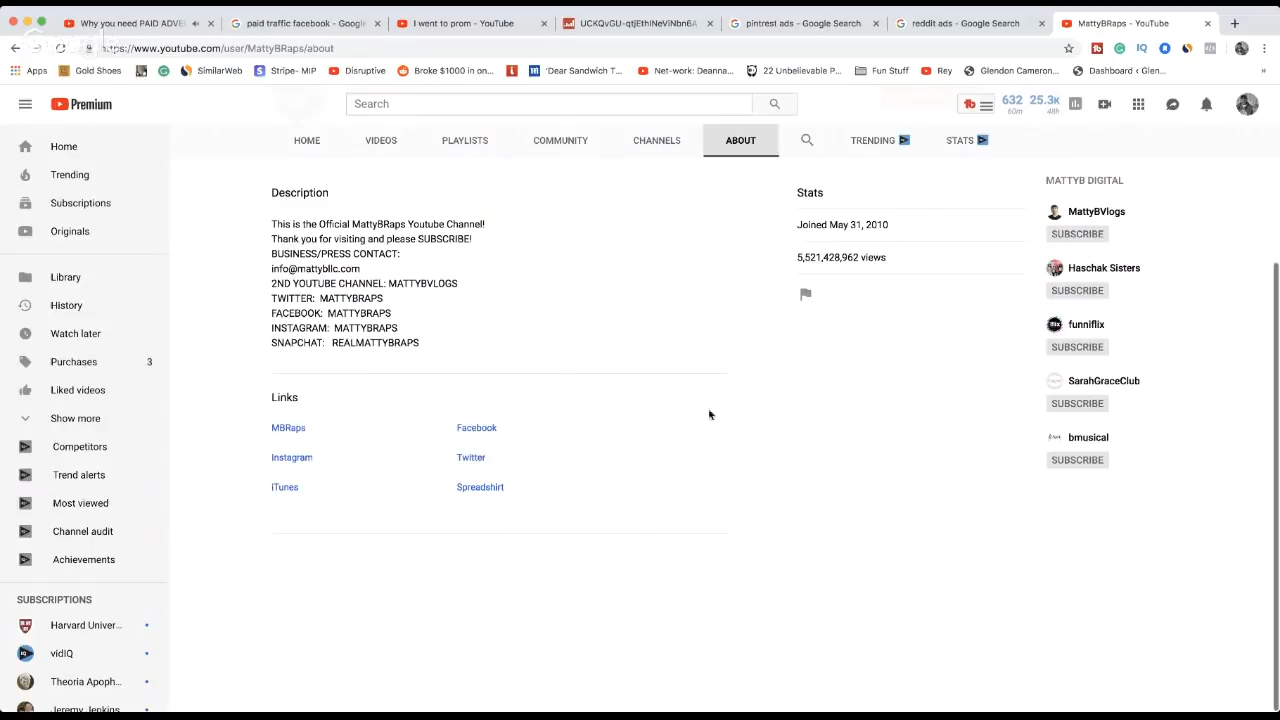 Why you need PAID ADVE
paid traffic facebook - Google
I went to prom - YouTube
UCKQvGU-qtjEthINeViNbn6A
pintrest ads - Google Search
reddit ads - Google Search
MattyBRaps - YouTube
https://www.youtube.com/user/MattyBRaps/about
Apps
Gold Shoes
SimilarWeb
Stripe- MIP
Disruptive
Broke $1000 in on...
'Dear Sandwich T...
Net-work: Deanna...
22 Unbelievable P...
Fun Stuff
Rey
Glendon Cameron...
Dashboard ‹ Glen...
Premium
Search
632
60m
25.3K
48h
HOME
VIDEOS
PLAYLISTS
COMMUNITY
CHANNELS
ABOUT
TRENDING
STATS
Home
Trending
Subscriptions
Originals
Library
History
Watch later
Purchases 3
Liked videos
Show more
Competitors
Trend alerts
Most viewed
Channel audit
Achievements
SUBSCRIPTIONS
Harvard Univer...
vidIQ
Theoria Apoph...
Jeremy Jenkins
Description
This is the Official MattyBRaps Youtube Channel!
Thank you for visiting and please SUBSCRIBE!
BUSINESS/PRESS CONTACT:
info@mattybllc.com
2ND YOUTUBE CHANNEL: MATTYBVLOGS
TWITTER: MATTYBRAPS
FACEBOOK: MATTYBRAPS
INSTAGRAM: MATTYBRAPS
SNAPCHAT: REALMATTYBRAPS
Links
MBRaps
Facebook
Instagram
Twitter
iTunes
Spreadshirt
Stats
Joined May 31, 2010
5,521,428,962 views
MATTYB DIGITAL
MattyBVlogs
SUBSCRIBE
Haschak Sisters
SUBSCRIBE
funniflix
SUBSCRIBE
SarahGraceClub
SUBSCRIBE
bmusical
SUBSCRIBE